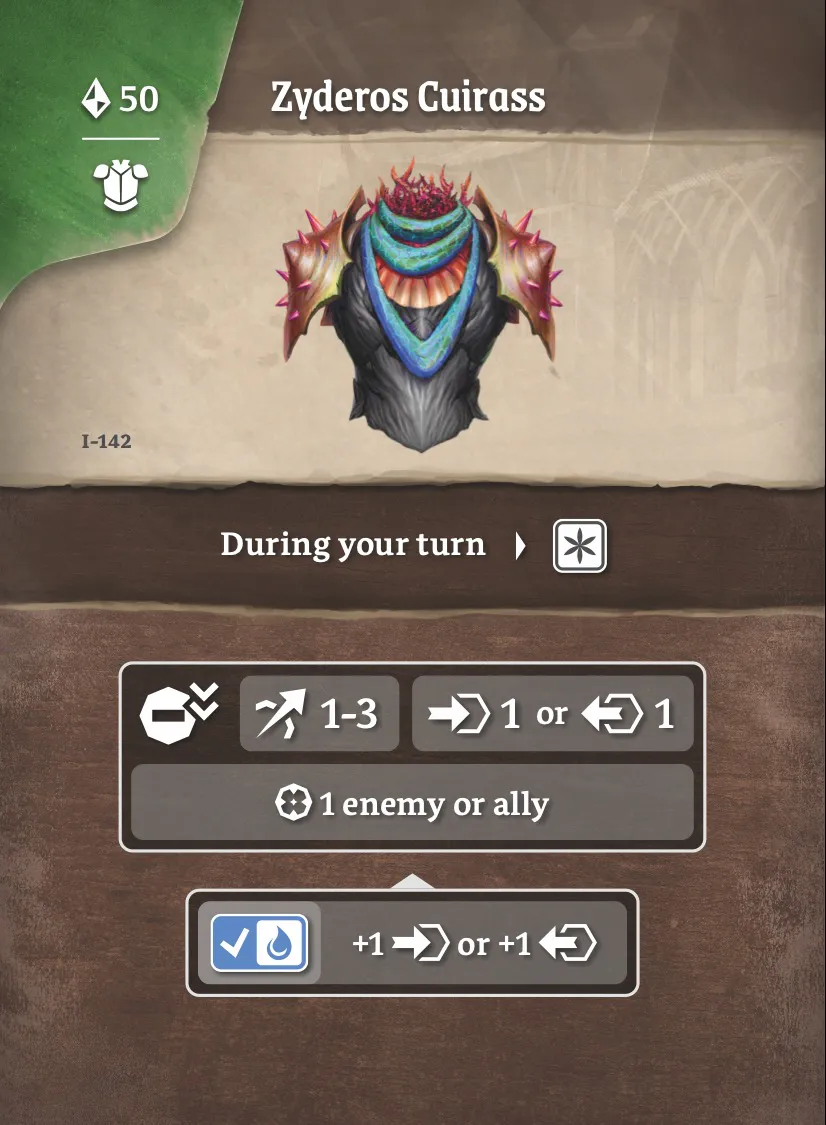 50
Zyderos Cuirass
I-142
During your turn
1-3
1 or 1
1 enemy or ally
+1 or +1